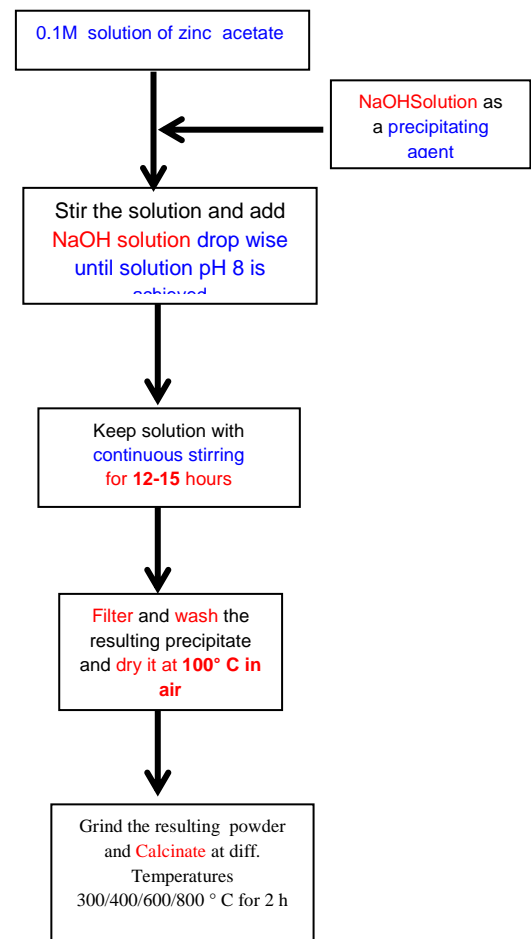 0.1M solution of zinc acetate
NaOHSolution as
a precipitating
agent
Stir the solution and add
NaOH solution drop wise
until solution pH 8 is
achieved
Keep solution with
continuous stirring
for 12-15 hours
Filter and wash the
resulting precipitate
and dry it at 100° C in
air
Grind the resulting powder
and Calcinate at diff.
Temperatures
300/400/600/800 ° C for 2 h